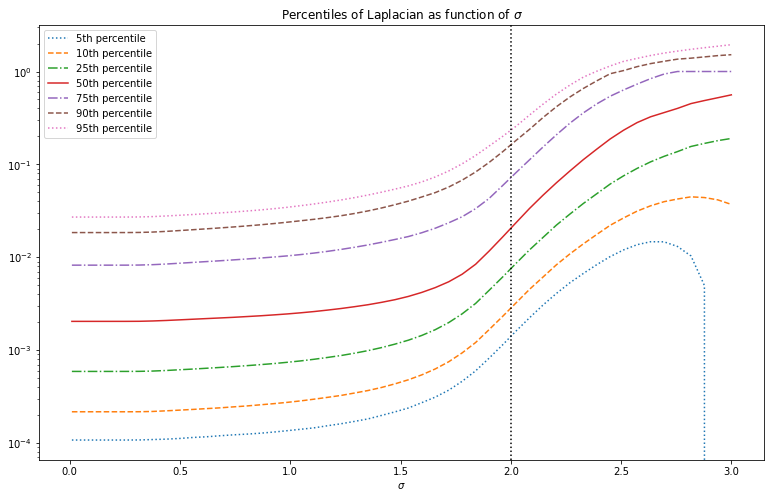 Percentiles of Laplacian as function of σ
5th percentile
10th percentile
25th percentile
50th percentile
75th percentile
90th percentile
95th percentile
10⁰
10⁻¹
10⁻²
10⁻³
10⁻⁴
0.0 0.5 1.0 1.5 2.0 2.5 3.0
σ